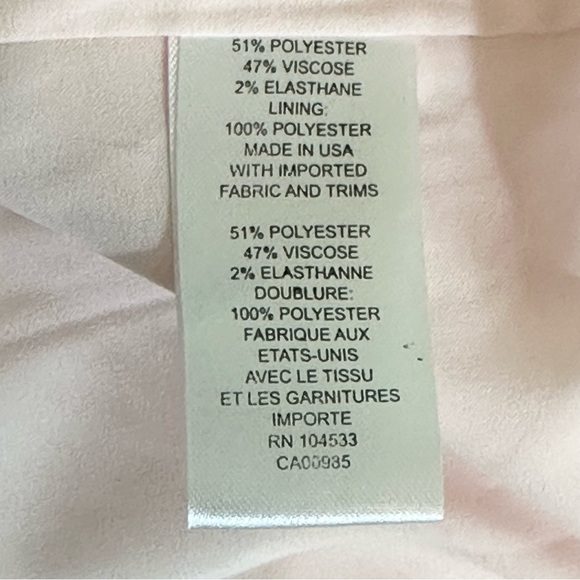 51% POLYESTER
47% VISCOSE
2% ELASTHANE
LINING:
100% POLYESTER
MADE IN USA
WITH IMPORTED
FABRIC AND TRIMS
51% POLYESTER
47% VISCOSE
2% ELASTHANNE
DOUBLURE:
100% POLYESTER
FABRIQUE AUX
ETATS-UNIS
AVEC LE TISSU
ET LES GARNITURES
IMPORTE
RN 104533
CA00985